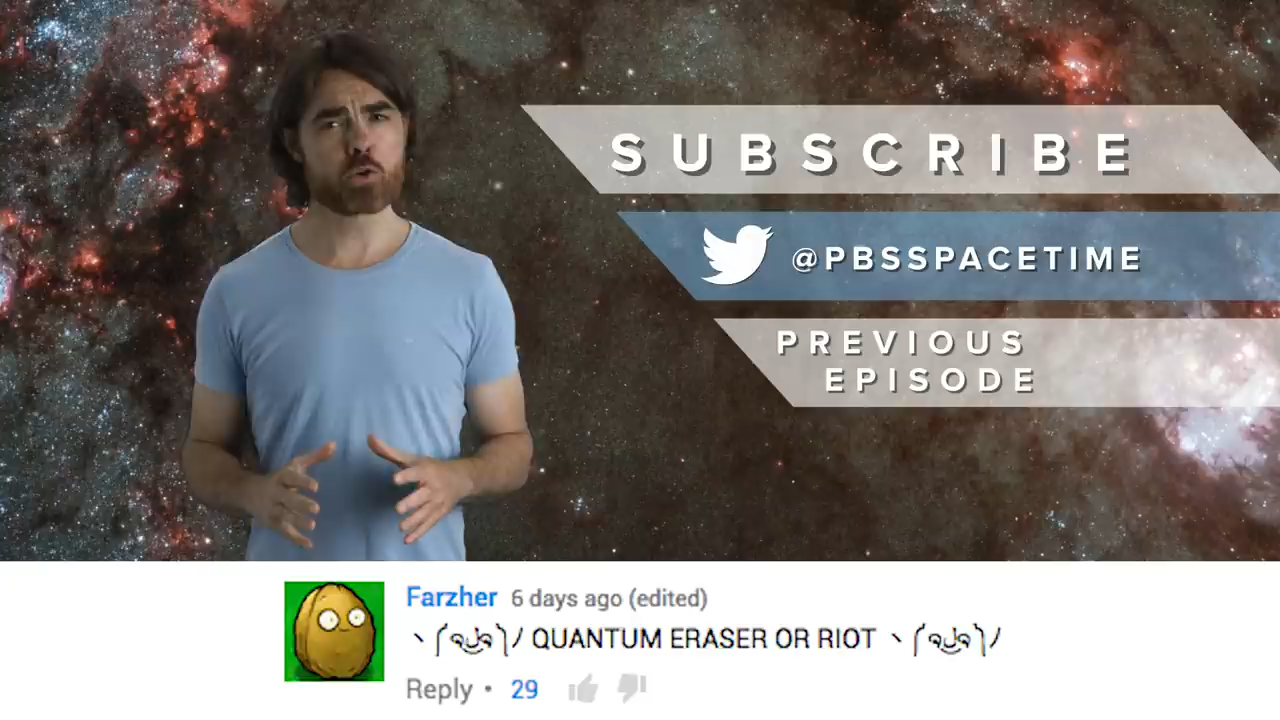 SUBSCRIBE
@PBSSPACETIME
PREVIOUS
EPISODE
Farzher 6 days ago (edited)
ヽ༼ຈل͜ຈ༽ﾉ QUANTUM ERASER OR RIOT ヽ༼ຈل͜ຈ༽ﾉ
Reply • 29